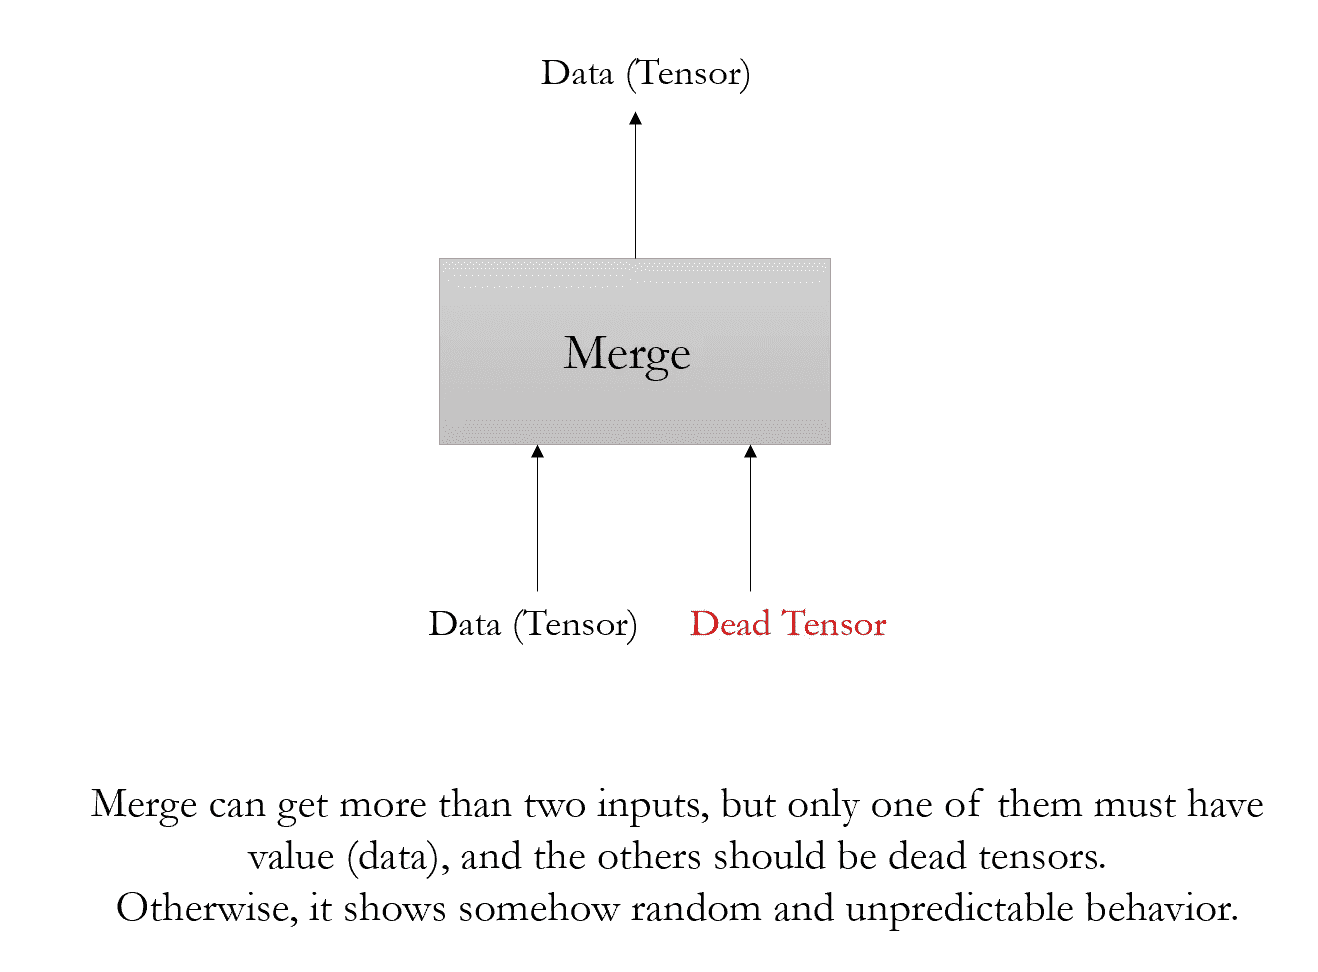 Data (Tensor)
Merge
Data (Tensor)
Dead Tensor
Merge can get more than two inputs, but only one of them must have
value (data), and the others should be dead tensors.
Otherwise, it shows somehow random and unpredictable behavior.